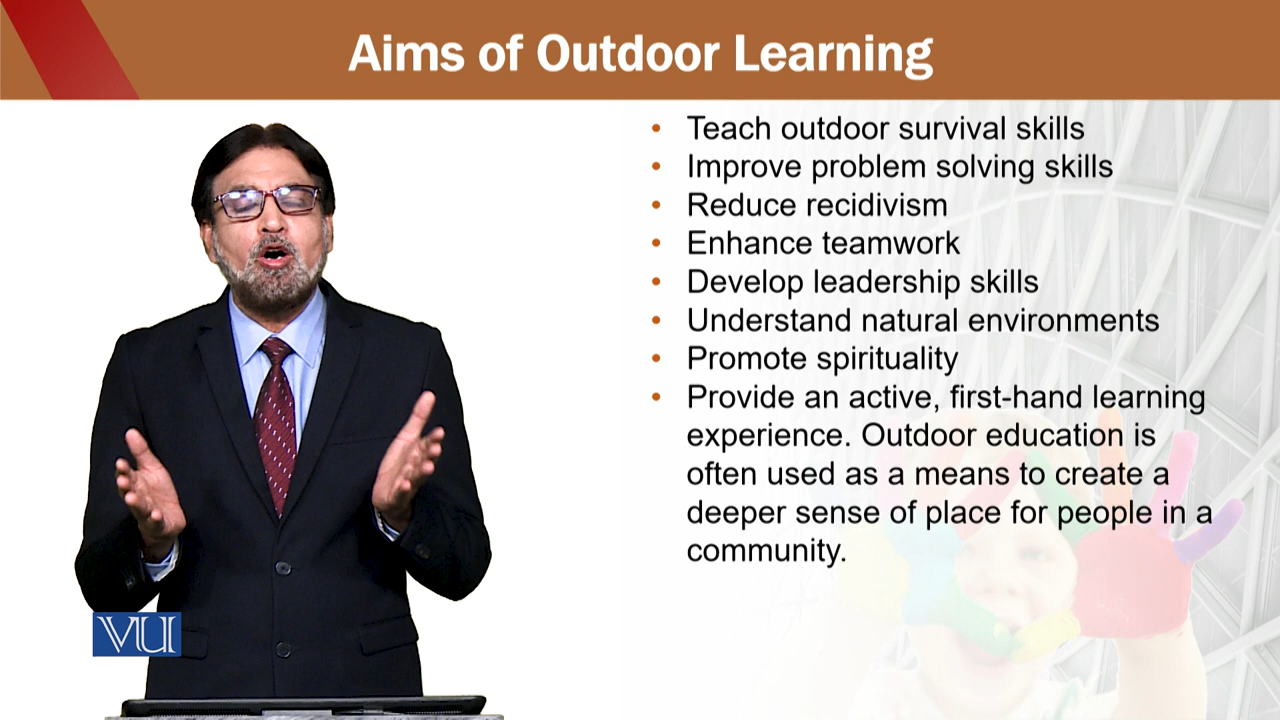 Aims of Outdoor Learning
• Teach outdoor survival skills
• Improve problem solving skills
• Reduce recidivism
• Enhance teamwork
• Develop leadership skills
• Understand natural environments
• Promote spirituality
• Provide an active, first-hand learning
experience. Outdoor education is
often used as a means to create a
deeper sense of place for people in a
community.
VU